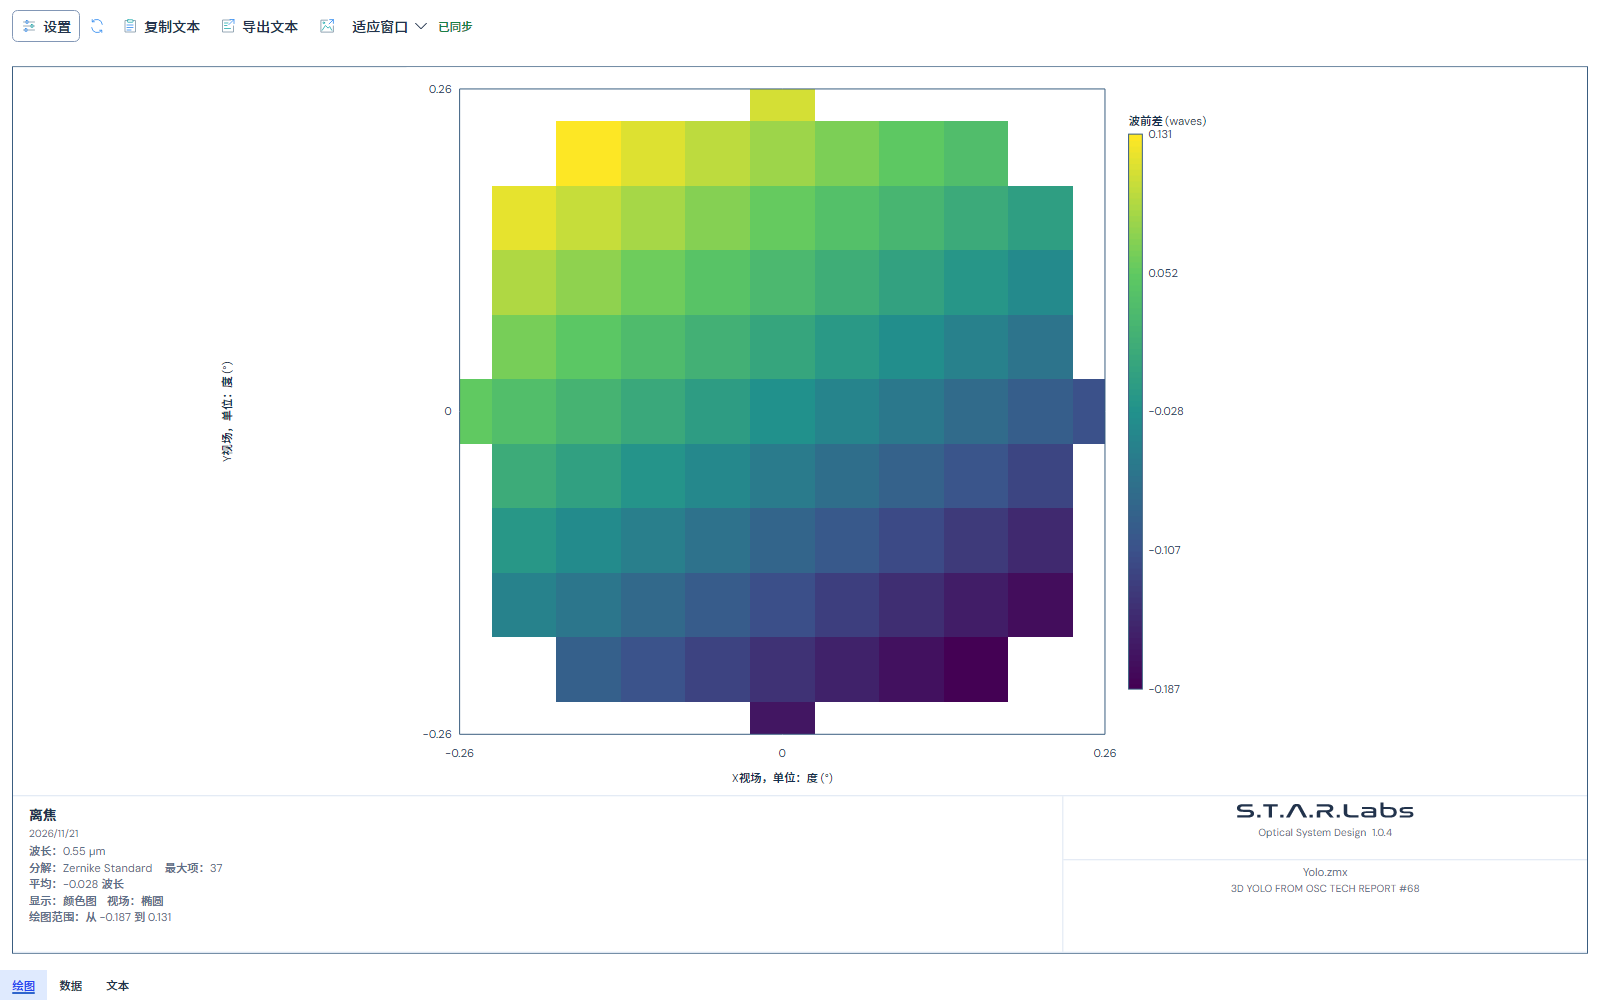 设置 复制文本 导出文本 适应窗口 已同步
0.26
0
-0.26
Y视场，单位：度 (°)
-0.26 0 0.26
X视场，单位：度 (°)
波前差 (waves)
0.131
0.052
-0.028
-0.107
-0.187
离焦
2026/11/21
波长：0.55 µm
分解：Zernike Standard 最大项：37
平均：-0.028 波长
显示：颜色图 视场：椭圆
绘图范围：从 -0.187 到 0.131
S.T.A.R.Labs
Optical System Design 1.0.4
Yolo.zmx
3D YOLO FROM OSC TECH REPORT #68
绘图 数据 文本